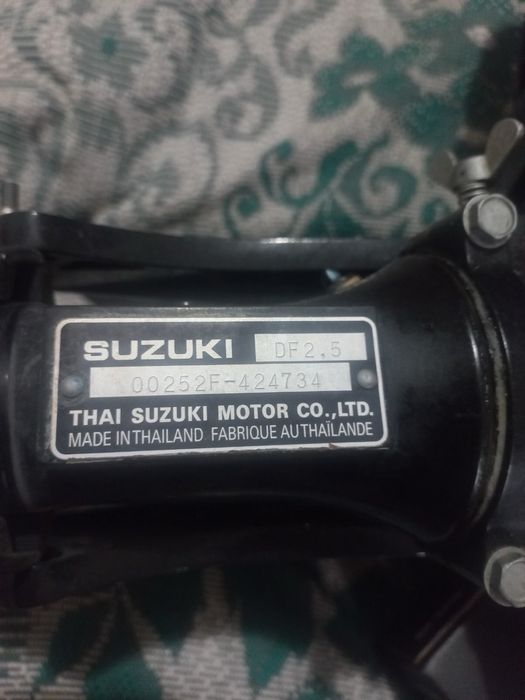 SUZUKI DF2.5
00252F-424734
THAI SUZUKI MOTOR CO.,LTD.
MADE IN THAILAND FABRIQUE AU THAÏLANDE